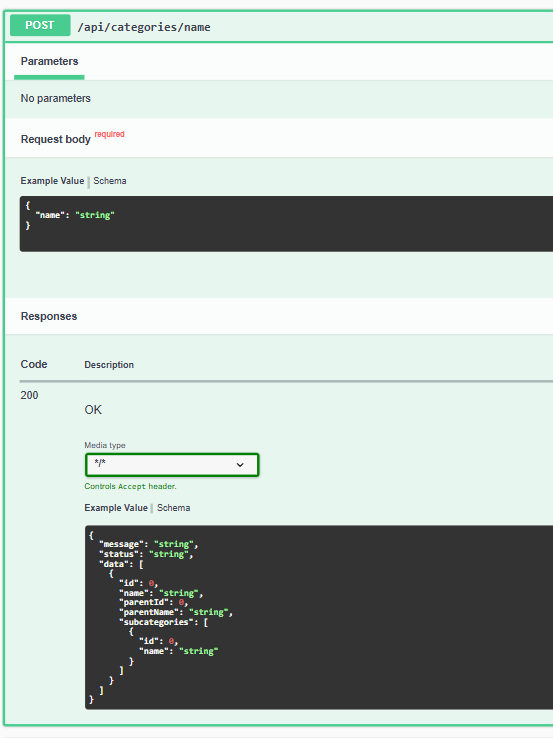 POST /api/categories/name
Parameters
No parameters
Request body required
Example Value | Schema
{
  "name": "string"
}
Responses
Code Description
200
OK
Media type
*/*
Controls Accept header.
Example Value | Schema
{
  "message": "string",
  "status": "string",
  "data": [
    {
      "id": 0,
      "name": "string",
      "parentId": 0,
      "parentName": "string",
      "subcategories": [
        {
          "id": 0,
          "name": "string"
        }
      ]
    }
  ]
}